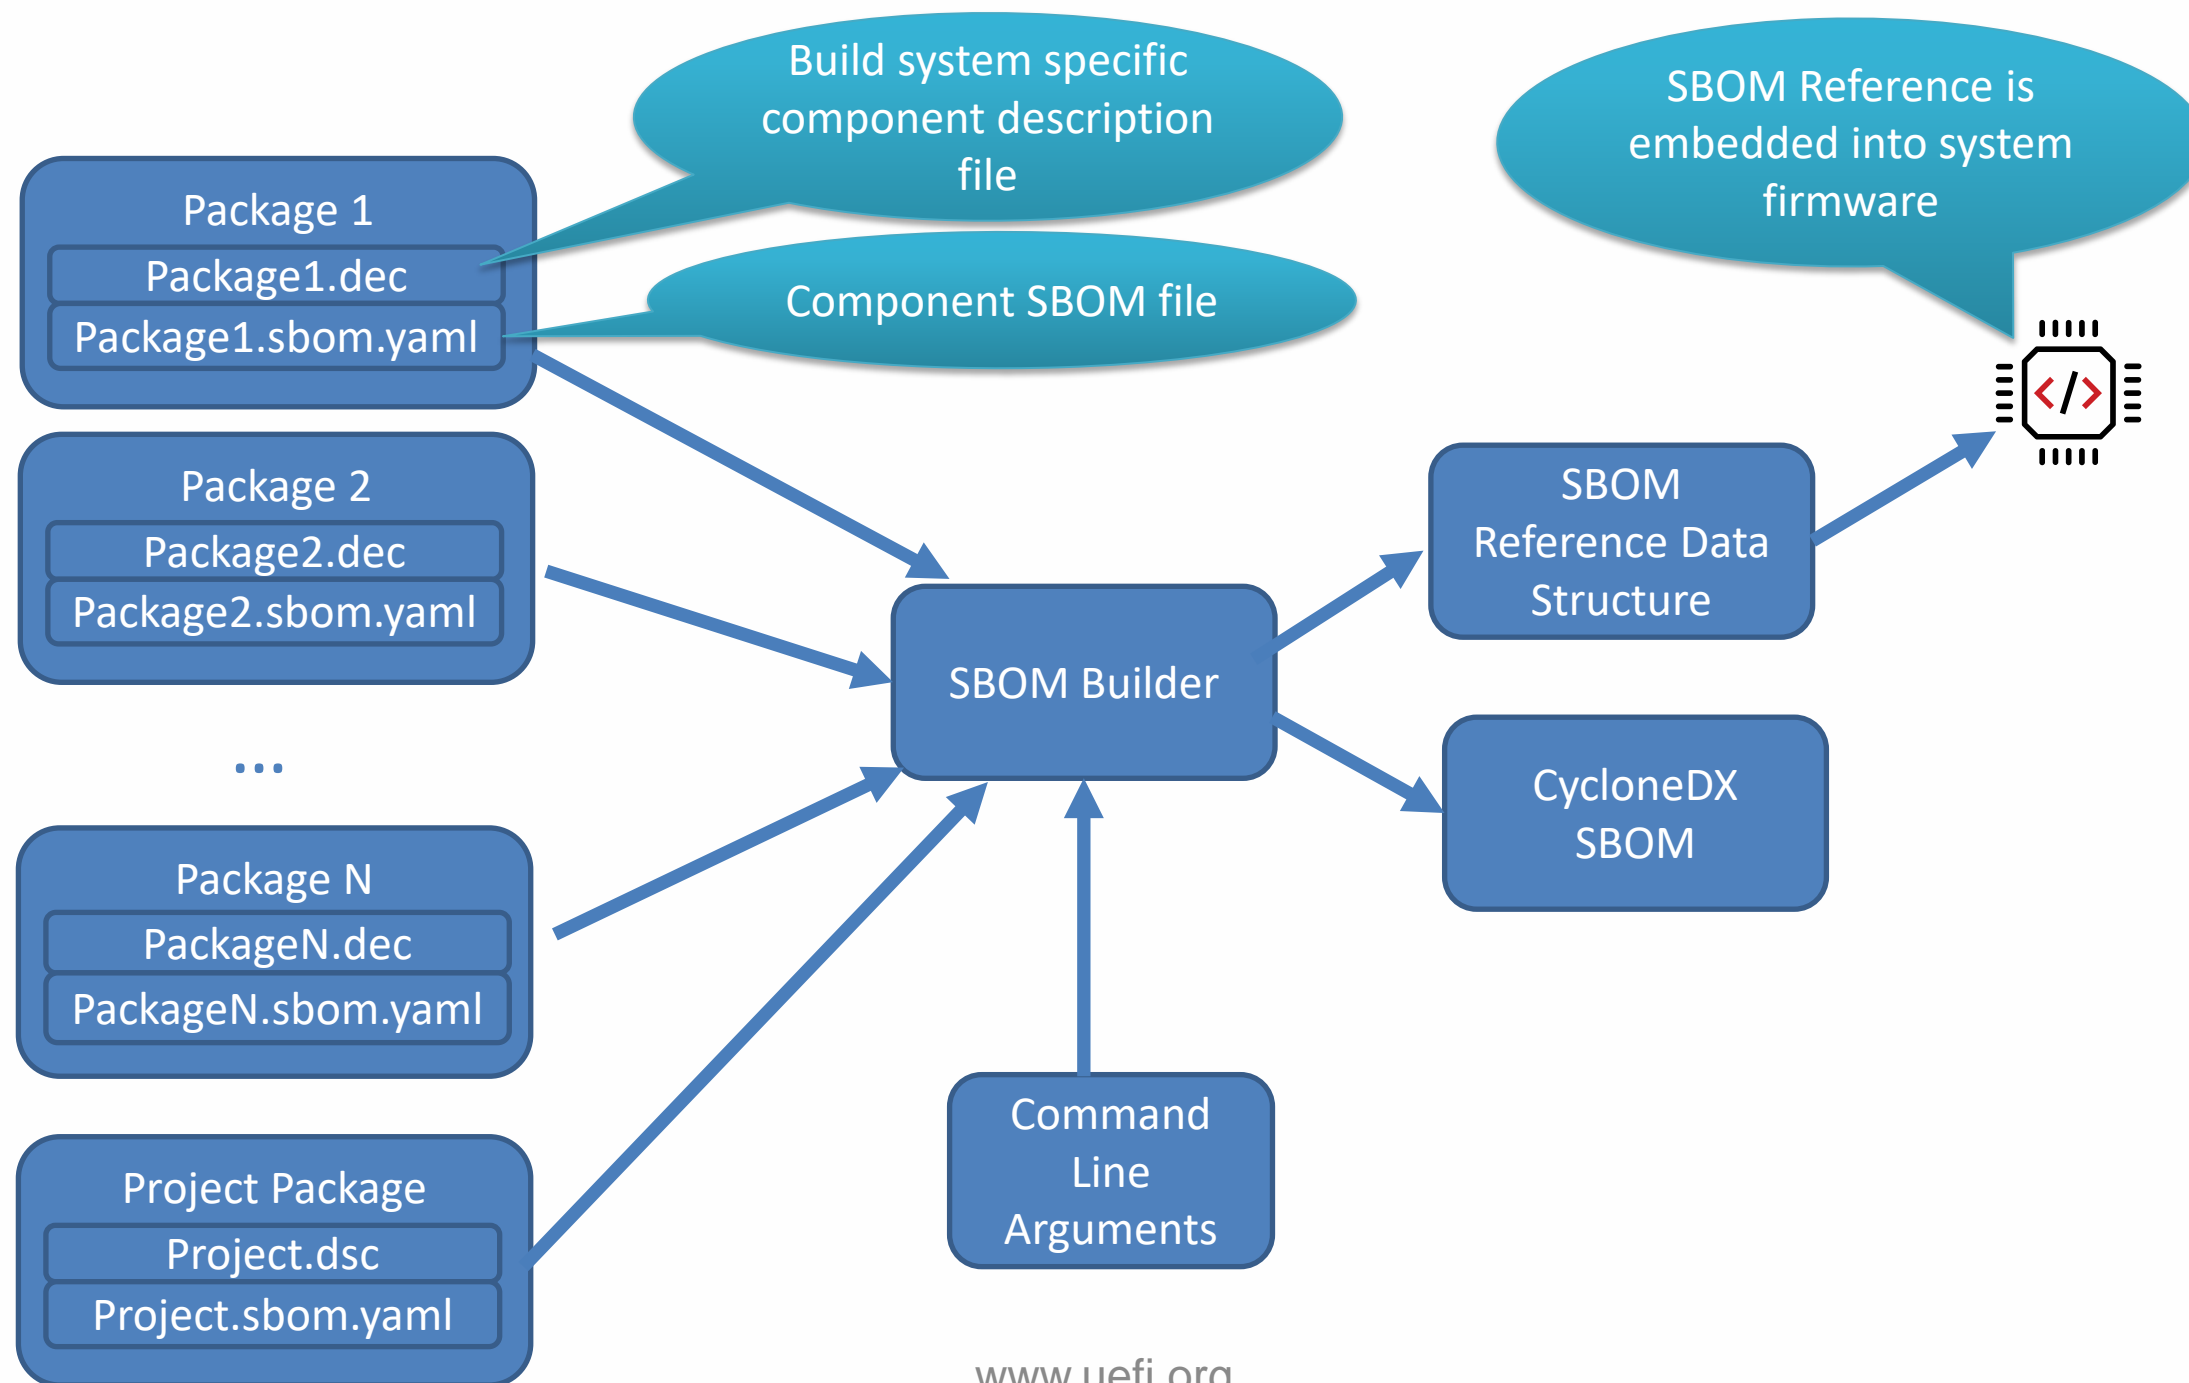 Build system specific
component description
file
SBOM Reference is
embedded into system
firmware
Package 1
Package1.dec
Package1.sbom.yaml
Component SBOM file
Package 2
Package2.dec
Package2.sbom.yaml
...
Package N
PackageN.dec
PackageN.sbom.yaml
Project Package
Project.dsc
Project.sbom.yaml
SBOM Builder
Command
Line
Arguments
SBOM
Reference Data
Structure
CycloneDX
SBOM
</>
www.uefi.org